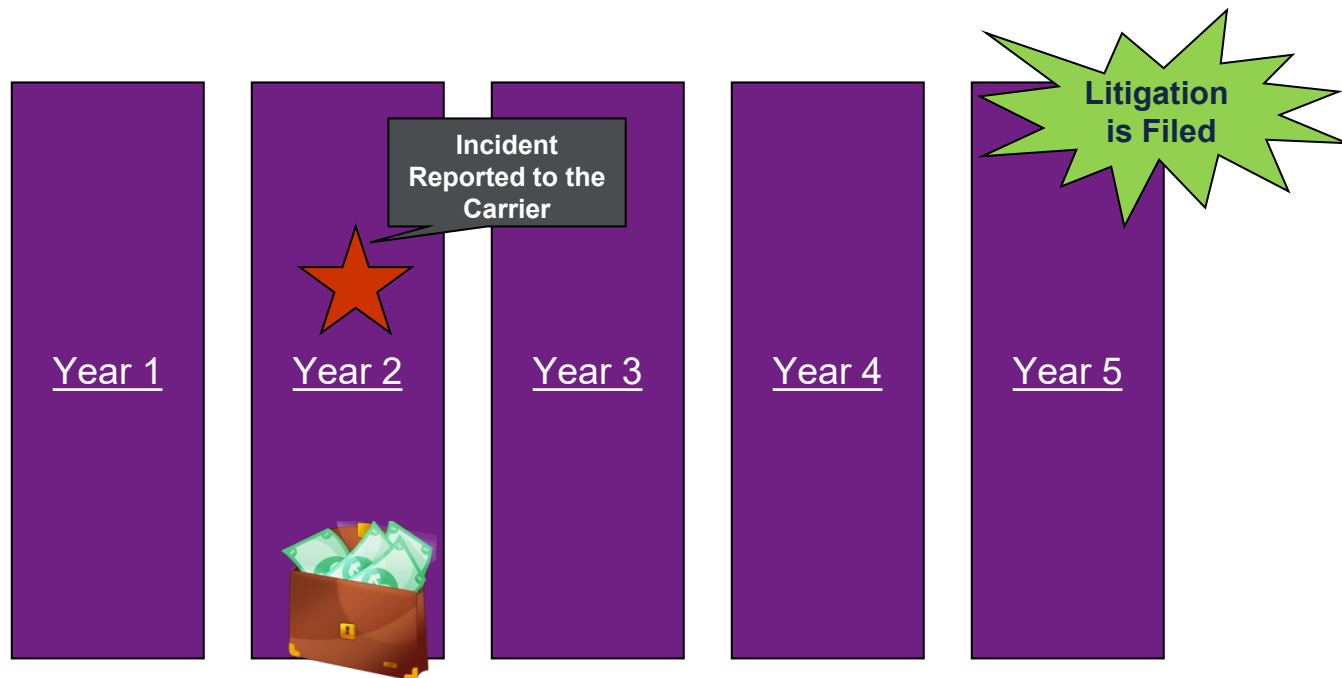 Litigation
is Filed
Incident
Reported to the
Carrier
Year 1
Year 2
Year 3
Year 4
Year 5